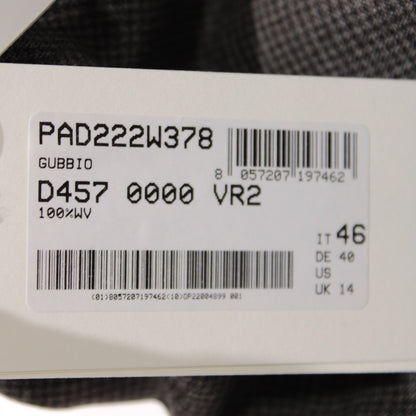 PAD222W378
GUBBIO
8 057207 197462
D457 0000 VR2
100%WV
IT 46
DE 40
US
UK 14
(01)8057207197462(10)OP22004899 001